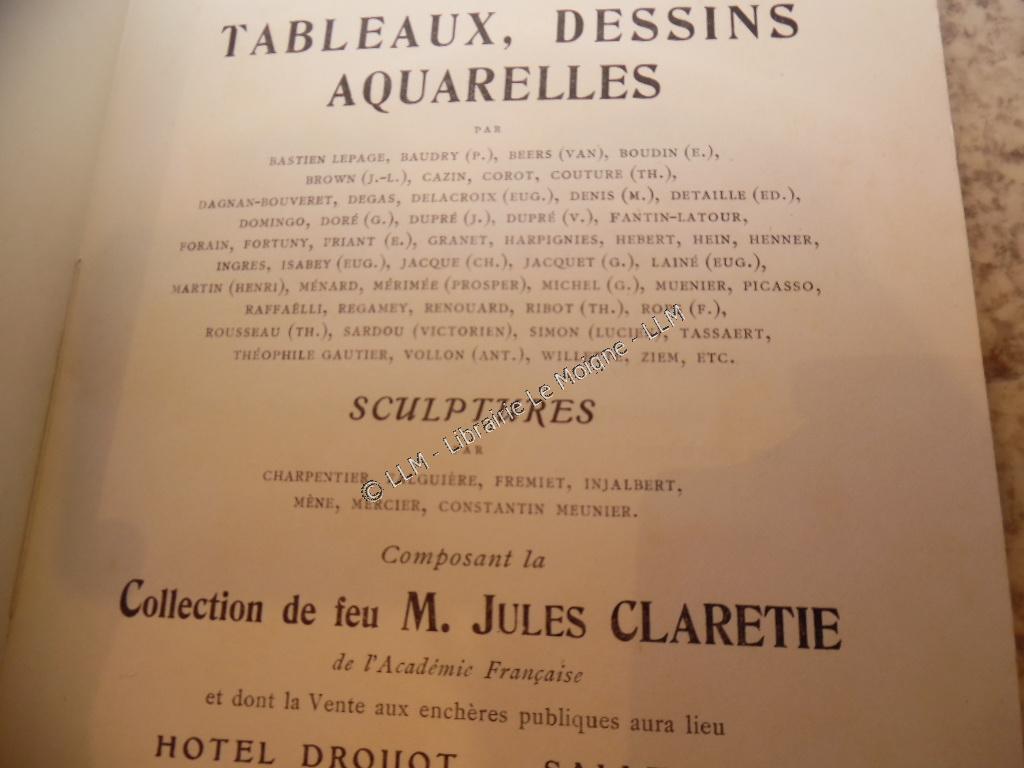 TABLEAUX, DESSINS
AQUARELLES
PAR
BASTIEN LEPAGE, BAUDRY (P.), BEERS (VAN), BOUDIN (E.),
BROWN (J.-L.), CAZIN, COROT, COUTURE (TH.),
DAGNAN-BOUVERET, DEGAS, DELACROIX (EUG.), DENIS (M.), DETAILLE (ED.),
DOMINGO, DORÉ (G.), DUPRÉ (J.), DUPRÉ (V.), FANTIN-LATOUR,
FORAIN, FORTUNY, FRIANT (E.), GRANET, HARPIGNIES, HEBERT, HEIN, HENNER,
INGRES, ISABEY (EUG.), JACQUE (CH.), JACQUET (G.), LAINÉ (EUG.),
MARTIN (HENRI), MÉNARD, MÉRIMÉE (PROSPER), MICHEL (G.), MUENIER, PICASSO,
RAFFAËLLI, REGAMEY, RENOUARD, RIBOT (TH.), (F.),
ROUSSEAU (TH.), SARDOU (VICTORIEN), SIMON (LUCIEN), TASSAERT,
THÉOPHILE GAUTIER, VOLLON (ANT.), ZIEM, ETC.
SCULPTURES
PAR
CHARPENTIER, FREMIET, INJALBERT,
MÈNE, MERCIER, CONSTANTIN MEUNIER.
Composant la
Collection de feu M. JULES CLARETIE
de l'Académie Française
et dont la Vente aux enchères publiques aura lieu
HOTEL DROUOT
© LLM - Librairie Le Moigne - LLM